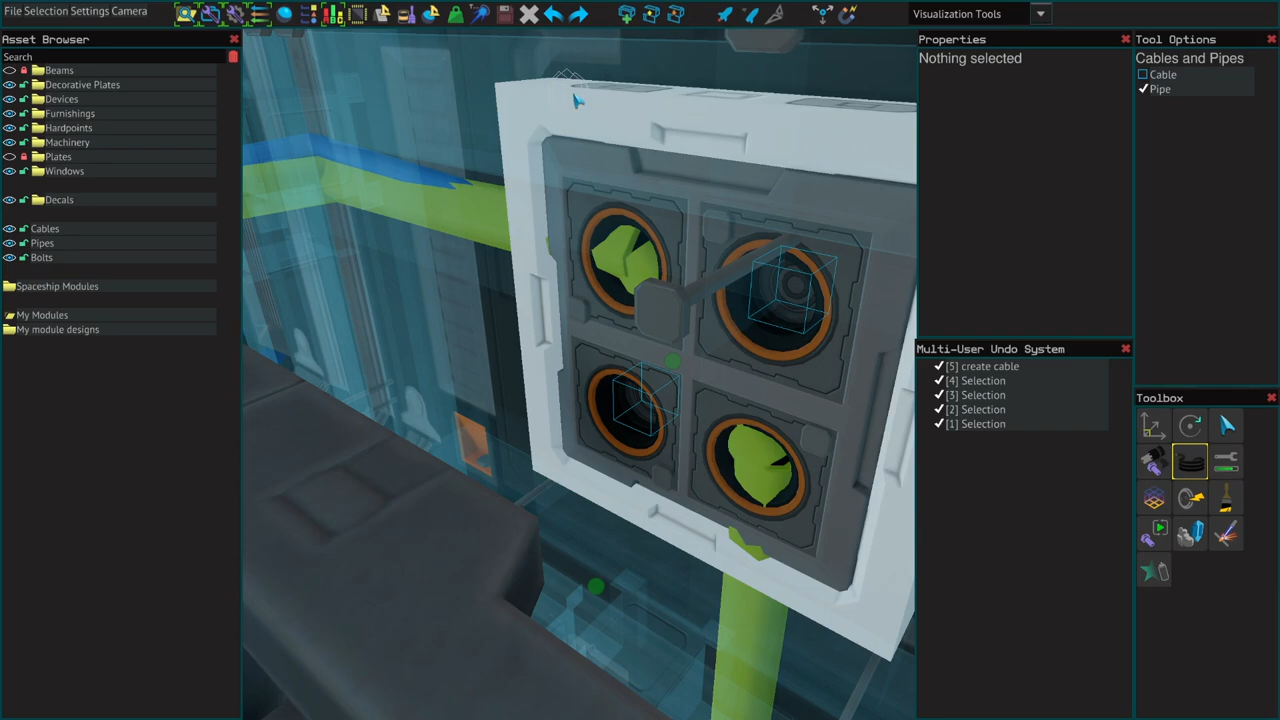 File Selection Settings Camera
ABC
Visualization Tools
Asset Browser
Search
Beams
Decorative Plates
Devices
Furnishings
Hardpoints
Machinery
Plates
Windows
Decals
Cables
Pipes
Bolts
Spaceship Modules
My Modules
My module designs
Properties
Nothing selected
Multi-User Undo System
[5] create cable
[4] Selection
[3] Selection
[2] Selection
[1] Selection
Tool Options
Cables and Pipes
Cable
Pipe
Toolbox